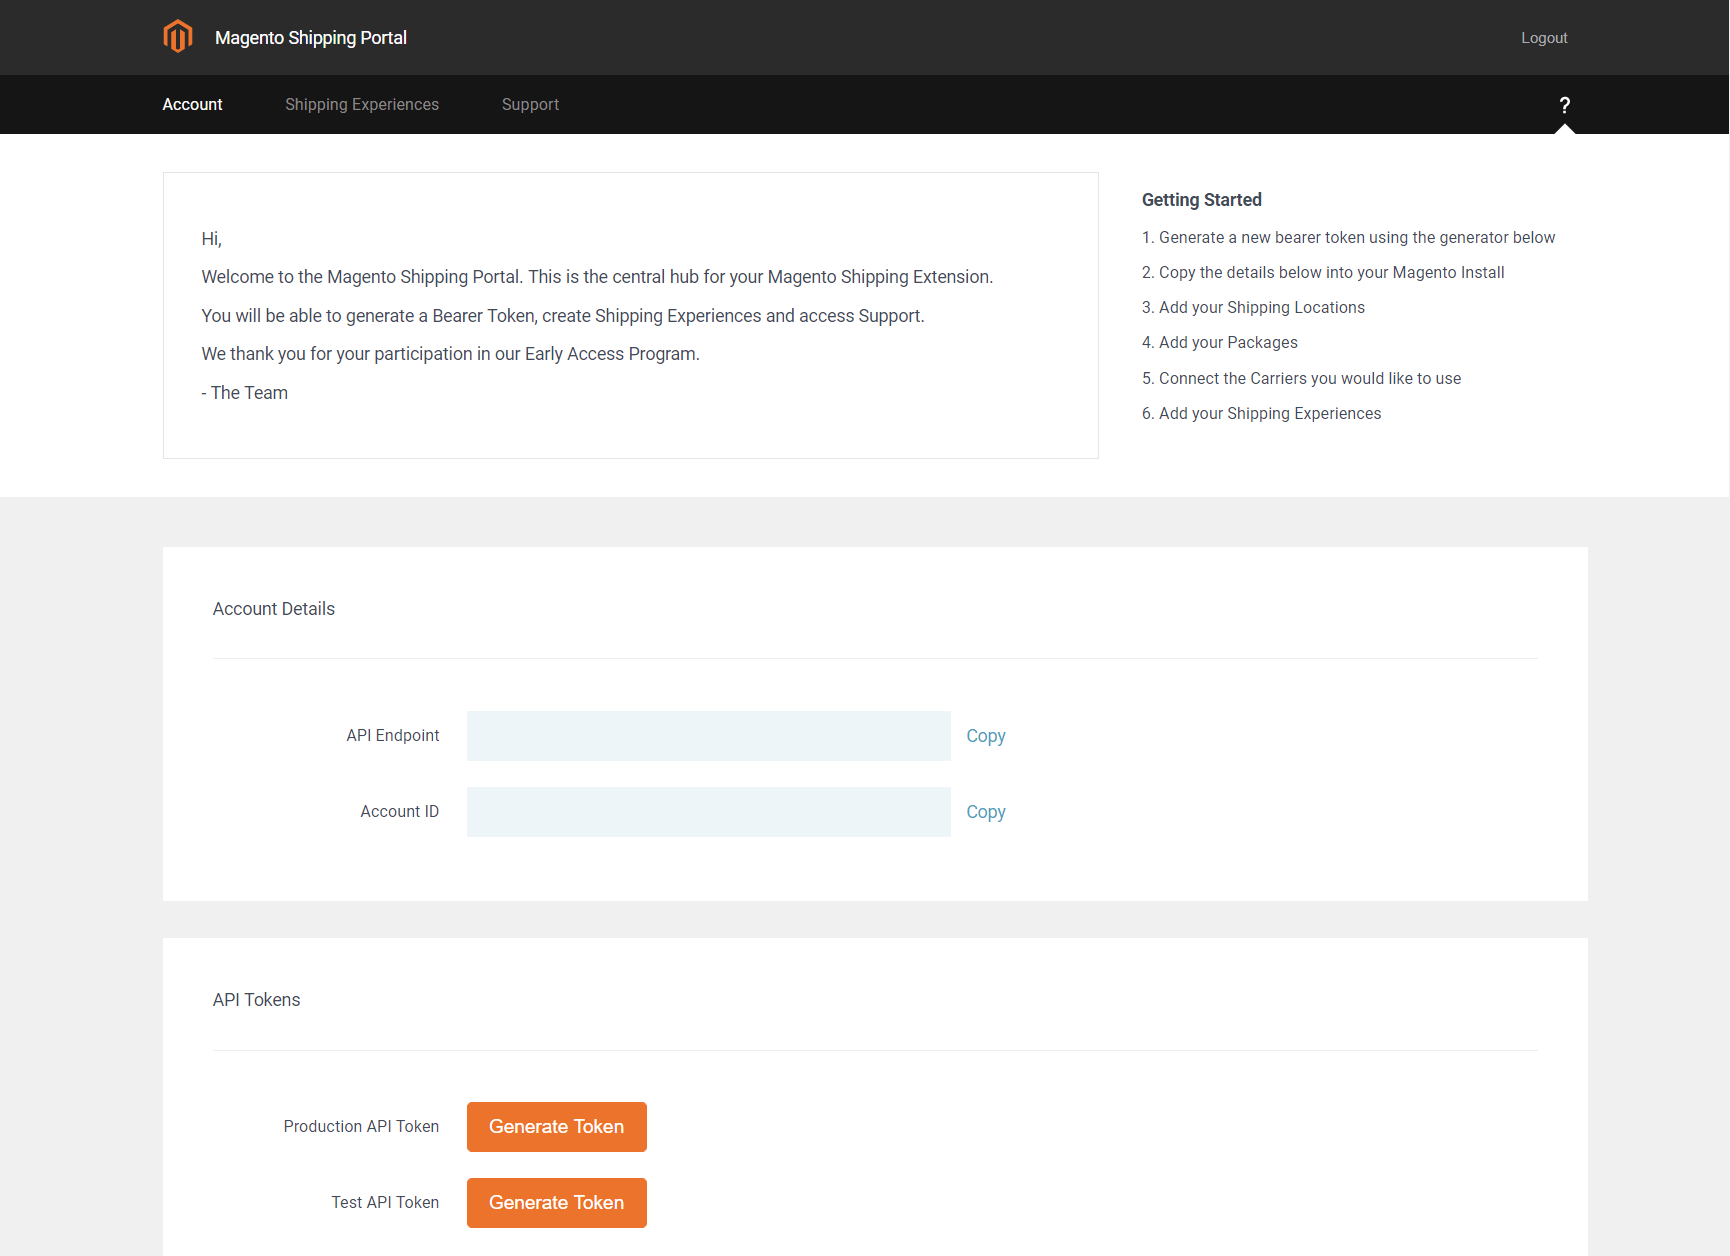 Magento Shipping Portal
Logout
Account
Shipping Experiences
Support
?
Hi,
Welcome to the Magento Shipping Portal. This is the central hub for your Magento Shipping Extension.
You will be able to generate a Bearer Token, create Shipping Experiences and access Support.
We thank you for your participation in our Early Access Program.
- The Team
Getting Started
1. Generate a new bearer token using the generator below
2. Copy the details below into your Magento Install
3. Add your Shipping Locations
4. Add your Packages
5. Connect the Carriers you would like to use
6. Add your Shipping Experiences
Account Details
API Endpoint
Copy
Account ID
Copy
API Tokens
Production API Token
Generate Token
Test API Token
Generate Token